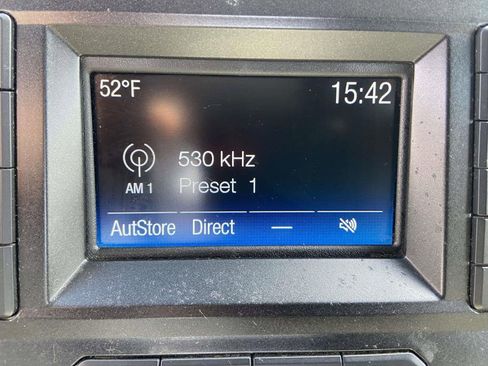 52°F 15:42
530 kHz
AM 1 Preset 1
AutStore Direct —